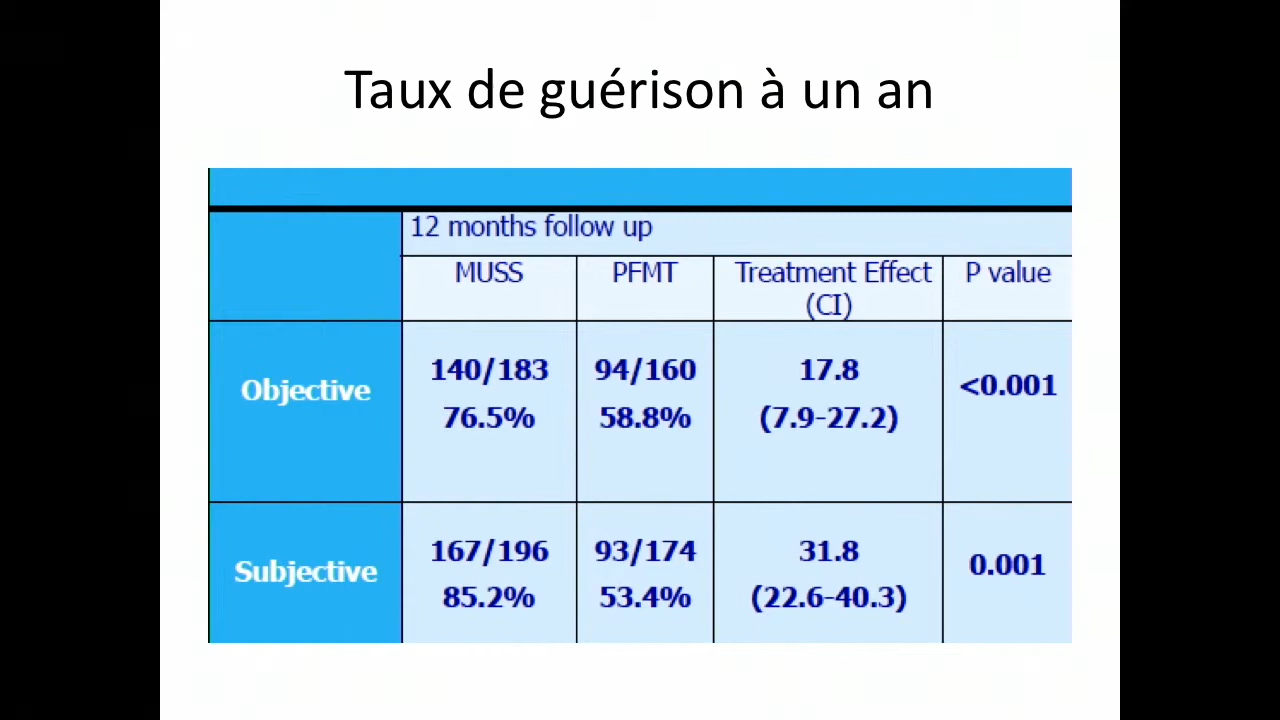 Taux de guérison à un an
12 months follow up
MUSS PFMT Treatment Effect P value
(CI)
Objective 140/183 94/160 17.8 <0.001
76.5% 58.8% (7.9-27.2)
Subjective 167/196 93/174 31.8 0.001
85.2% 53.4% (22.6-40.3)